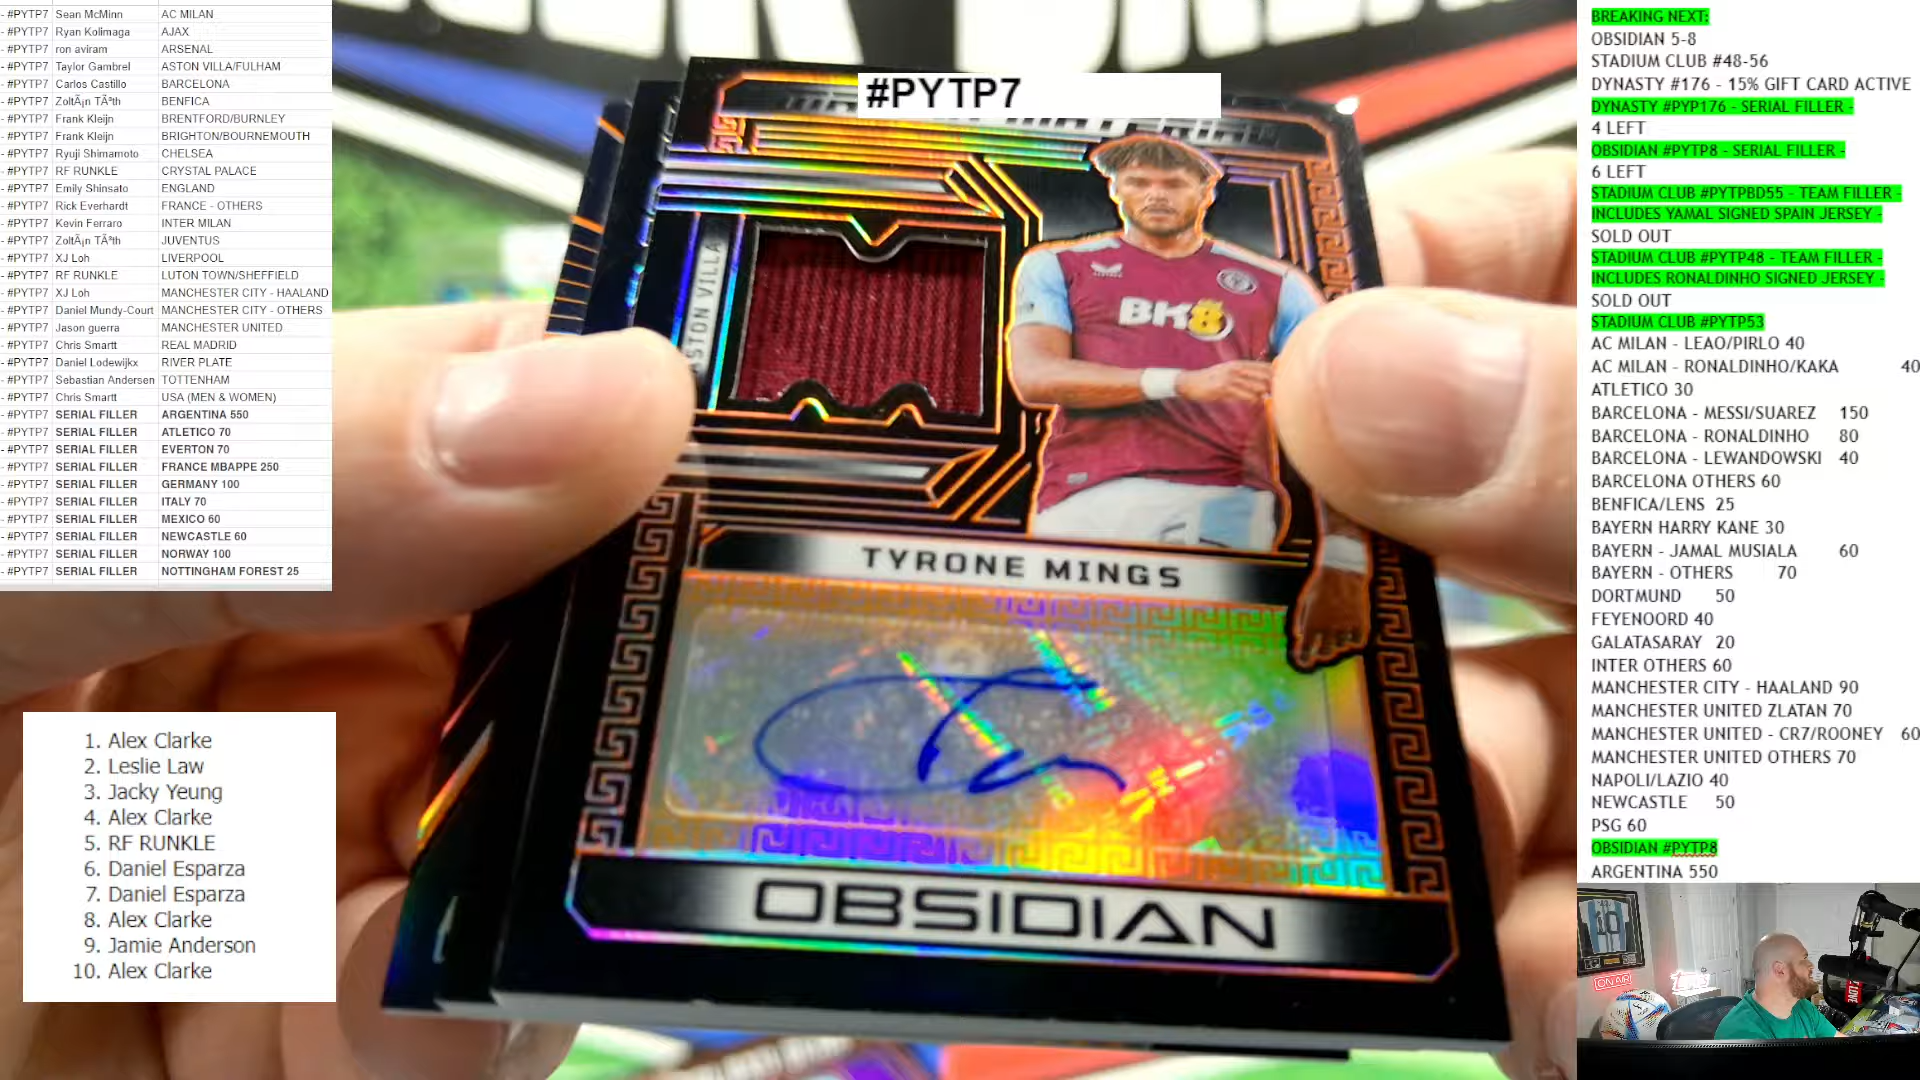 - #PYTP7 Sean McMinn AC MILAN
- #PYTP7 Ryan Kolimaga AJAX
- #PYTP7 ron aviram ARSENAL
- #PYTP7 Taylor Gambrel ASTON VILLA/FULHAM
- #PYTP7 Carlos Castillo BARCELONA
- #PYTP7 ZoltÃ¡n TÃ³th BENFICA
- #PYTP7 Frank Kleijn BRENTFORD/BURNLEY
- #PYTP7 Frank Kleijn BRIGHTON/BOURNEMOUTH
- #PYTP7 Ryuji Shimamoto CHELSEA
- #PYTP7 RF RUNKLE CRYSTAL PALACE
- #PYTP7 Emily Shinsato ENGLAND
- #PYTP7 Rick Everhardt FRANCE - OTHERS
- #PYTP7 Kevin Ferraro INTER MILAN
- #PYTP7 ZoltÃ¡n TÃ³th JUVENTUS
- #PYTP7 XJ Loh LIVERPOOL
- #PYTP7 RF RUNKLE LUTON TOWN/SHEFFIELD
- #PYTP7 XJ Loh MANCHESTER CITY - HAALAND
- #PYTP7 Daniel Mundy-Court MANCHESTER CITY - OTHERS
- #PYTP7 Jason guerra MANCHESTER UNITED
- #PYTP7 Chris Smartt REAL MADRID
- #PYTP7 Daniel Lodewijkx RIVER PLATE
- #PYTP7 Sebastian Andersen TOTTENHAM
- #PYTP7 Chris Smartt USA (MEN & WOMEN)
- #PYTP7 SERIAL FILLER ARGENTINA 550
- #PYTP7 SERIAL FILLER ATLETICO 70
- #PYTP7 SERIAL FILLER EVERTON 70
- #PYTP7 SERIAL FILLER FRANCE MBAPPE 250
- #PYTP7 SERIAL FILLER GERMANY 100
- #PYTP7 SERIAL FILLER ITALY 70
- #PYTP7 SERIAL FILLER MEXICO 60
- #PYTP7 SERIAL FILLER NEWCASTLE 60
- #PYTP7 SERIAL FILLER NORWAY 100
- #PYTP7 SERIAL FILLER NOTTINGHAM FOREST 25
1. Alex Clarke
2. Leslie Law
3. Jacky Yeung
4. Alex Clarke
5. RF RUNKLE
6. Daniel Esparza
7. Daniel Esparza
8. Alex Clarke
9. Jamie Anderson
10. Alex Clarke
#PYTP7
ASTON VILLA
BK8
TYRONE MINGS
OBSIDIAN
BREAKING NEXT:
OBSIDIAN 5-8
STADIUM CLUB #48-56
DYNASTY #176 - 15% GIFT CARD ACTIVE
DYNASTY #PYP176 - SERIAL FILLER -
4 LEFT
OBSIDIAN #PYTP8 - SERIAL FILLER -
6 LEFT
STADIUM CLUB #PYTPBD55 - TEAM FILLER -
INCLUDES YAMAL SIGNED SPAIN JERSEY -
SOLD OUT
STADIUM CLUB #PYTP48 - TEAM FILLER -
INCLUDES RONALDINHO SIGNED JERSEY -
SOLD OUT
STADIUM CLUB #PYTP53
AC MILAN - LEAO/PIRLO 40
AC MILAN - RONALDINHO/KAKA 40
ATLETICO 30
BARCELONA - MESSI/SUAREZ 150
BARCELONA - RONALDINHO 80
BARCELONA - LEWANDOWSKI 40
BARCELONA OTHERS 60
BENFICA/LENS 25
BAYERN HARRY KANE 30
BAYERN - JAMAL MUSIALA 60
BAYERN - OTHERS 70
DORTMUND 50
FEYENOORD 40
GALATASARAY 20
INTER OTHERS 60
MANCHESTER CITY - HAALAND 90
MANCHESTER UNITED ZLATAN 70
MANCHESTER UNITED - CR7/ROONEY 60
MANCHESTER UNITED OTHERS 70
NAPOLI/LAZIO 40
NEWCASTLE 50
PSG 60
OBSIDIAN #PYTP8
ARGENTINA 550
10
ON AIR